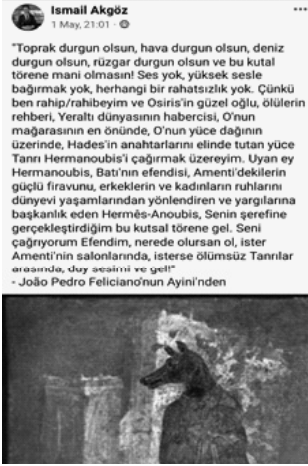 Ismail Akgöz
1 May, 21:01 ·
"Toprak durgun olsun, hava durgun olsun, deniz
durgun olsun, rüzgar durgun olsun ve bu kutal
törene mani olmasın! Ses yok, yüksek sesle
bağırmak yok, herhangi bir rahatsızlık yok. Çünkü
ben rahip/rahibeyim ve Osiris'in güzel oğlu, ölülerin
rehberi, Yeraltı dünyasının habercisi, O'nun
mağarasının en önünde, O'nun yüce dağının
üzerinde, Hades'in anahtarlarını elinde tutan yüce
Tanrı Hermanoubis'i çağırmak üzereyim. Uyan ey
Hermanoubis, Batı'nın efendisi, Amenti'dekilerin
güçlü firavunu, erkeklerin ve kadınların ruhlarını
dünyevi yaşamlarından yönlendiren ve yargılarına
başkanlık eden Hermês-Anoubis, Senin şerefine
gerçekleştirdiğim bu kutsal törene gel. Seni
çağrıyorum Efendim, nerede olursan ol, ister
Amenti'nin salonlarında, isterse ölümsüz Tanrılar
arasında, duy sesimi ve gel!"
- João Pedro Feliciano'nun Ayini'nden